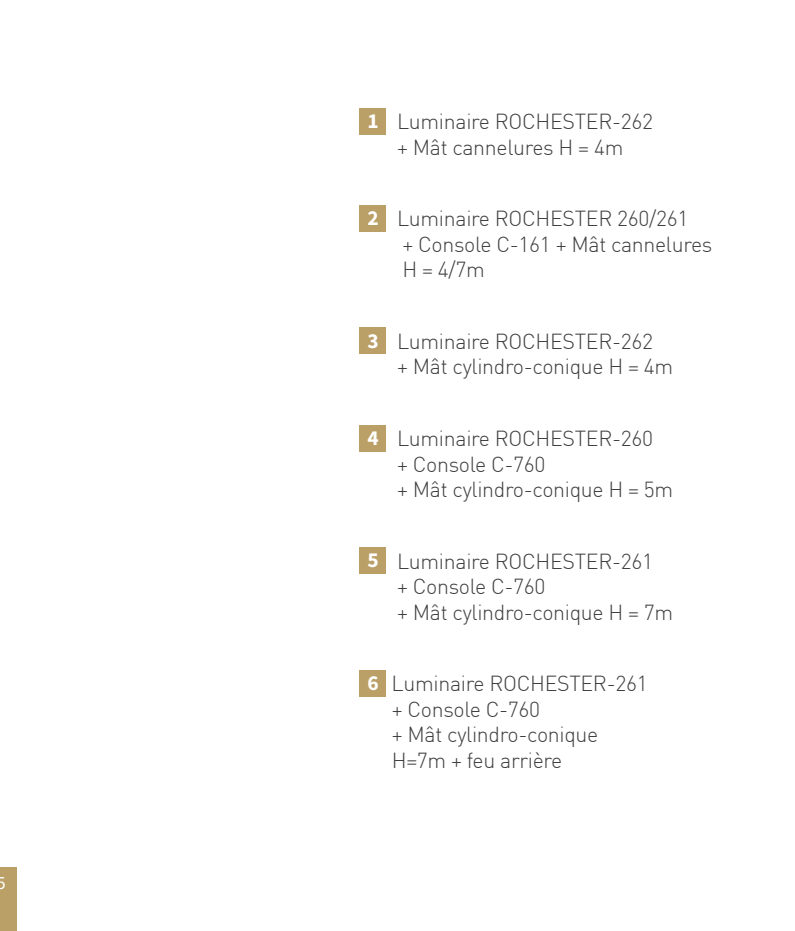 1 Luminaire ROCHESTER-262
+ Mât cannelures H = 4m
2 Luminaire ROCHESTER 260/261
+ Console C-161 + Mât cannelures
H = 4/7m
3 Luminaire ROCHESTER-262
+ Mât cylindro-conique H = 4m
4 Luminaire ROCHESTER-260
+ Console C-760
+ Mât cylindro-conique H = 5m
5 Luminaire ROCHESTER-261
+ Console C-760
+ Mât cylindro-conique H = 7m
6 Luminaire ROCHESTER-261
+ Console C-760
+ Mât cylindro-conique
H=7m + feu arrière